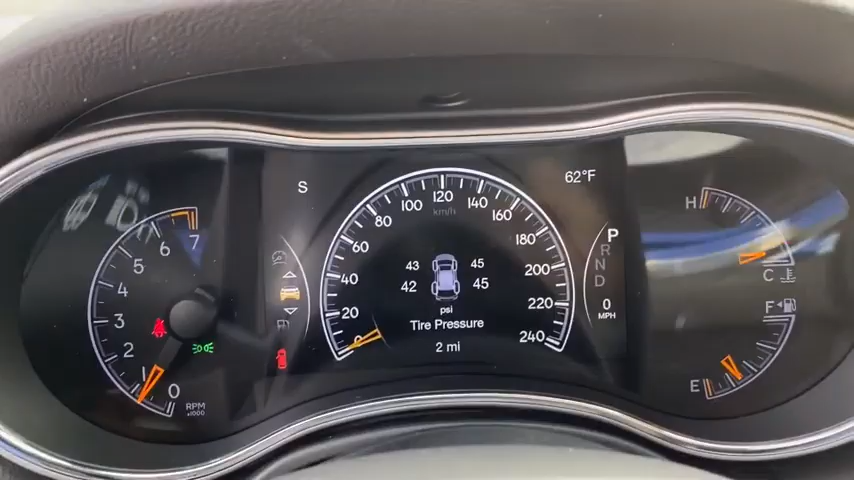 S
62°F
7
6
5
4
3
2
1
0
RPM
x1000
0
20
40
60
80
100
120
140
160
180
200
220
240
km/h
43 45
42 45
psi
Tire Pressure
2 mi
P
R
N
D
0
MPH
H
C
F
E